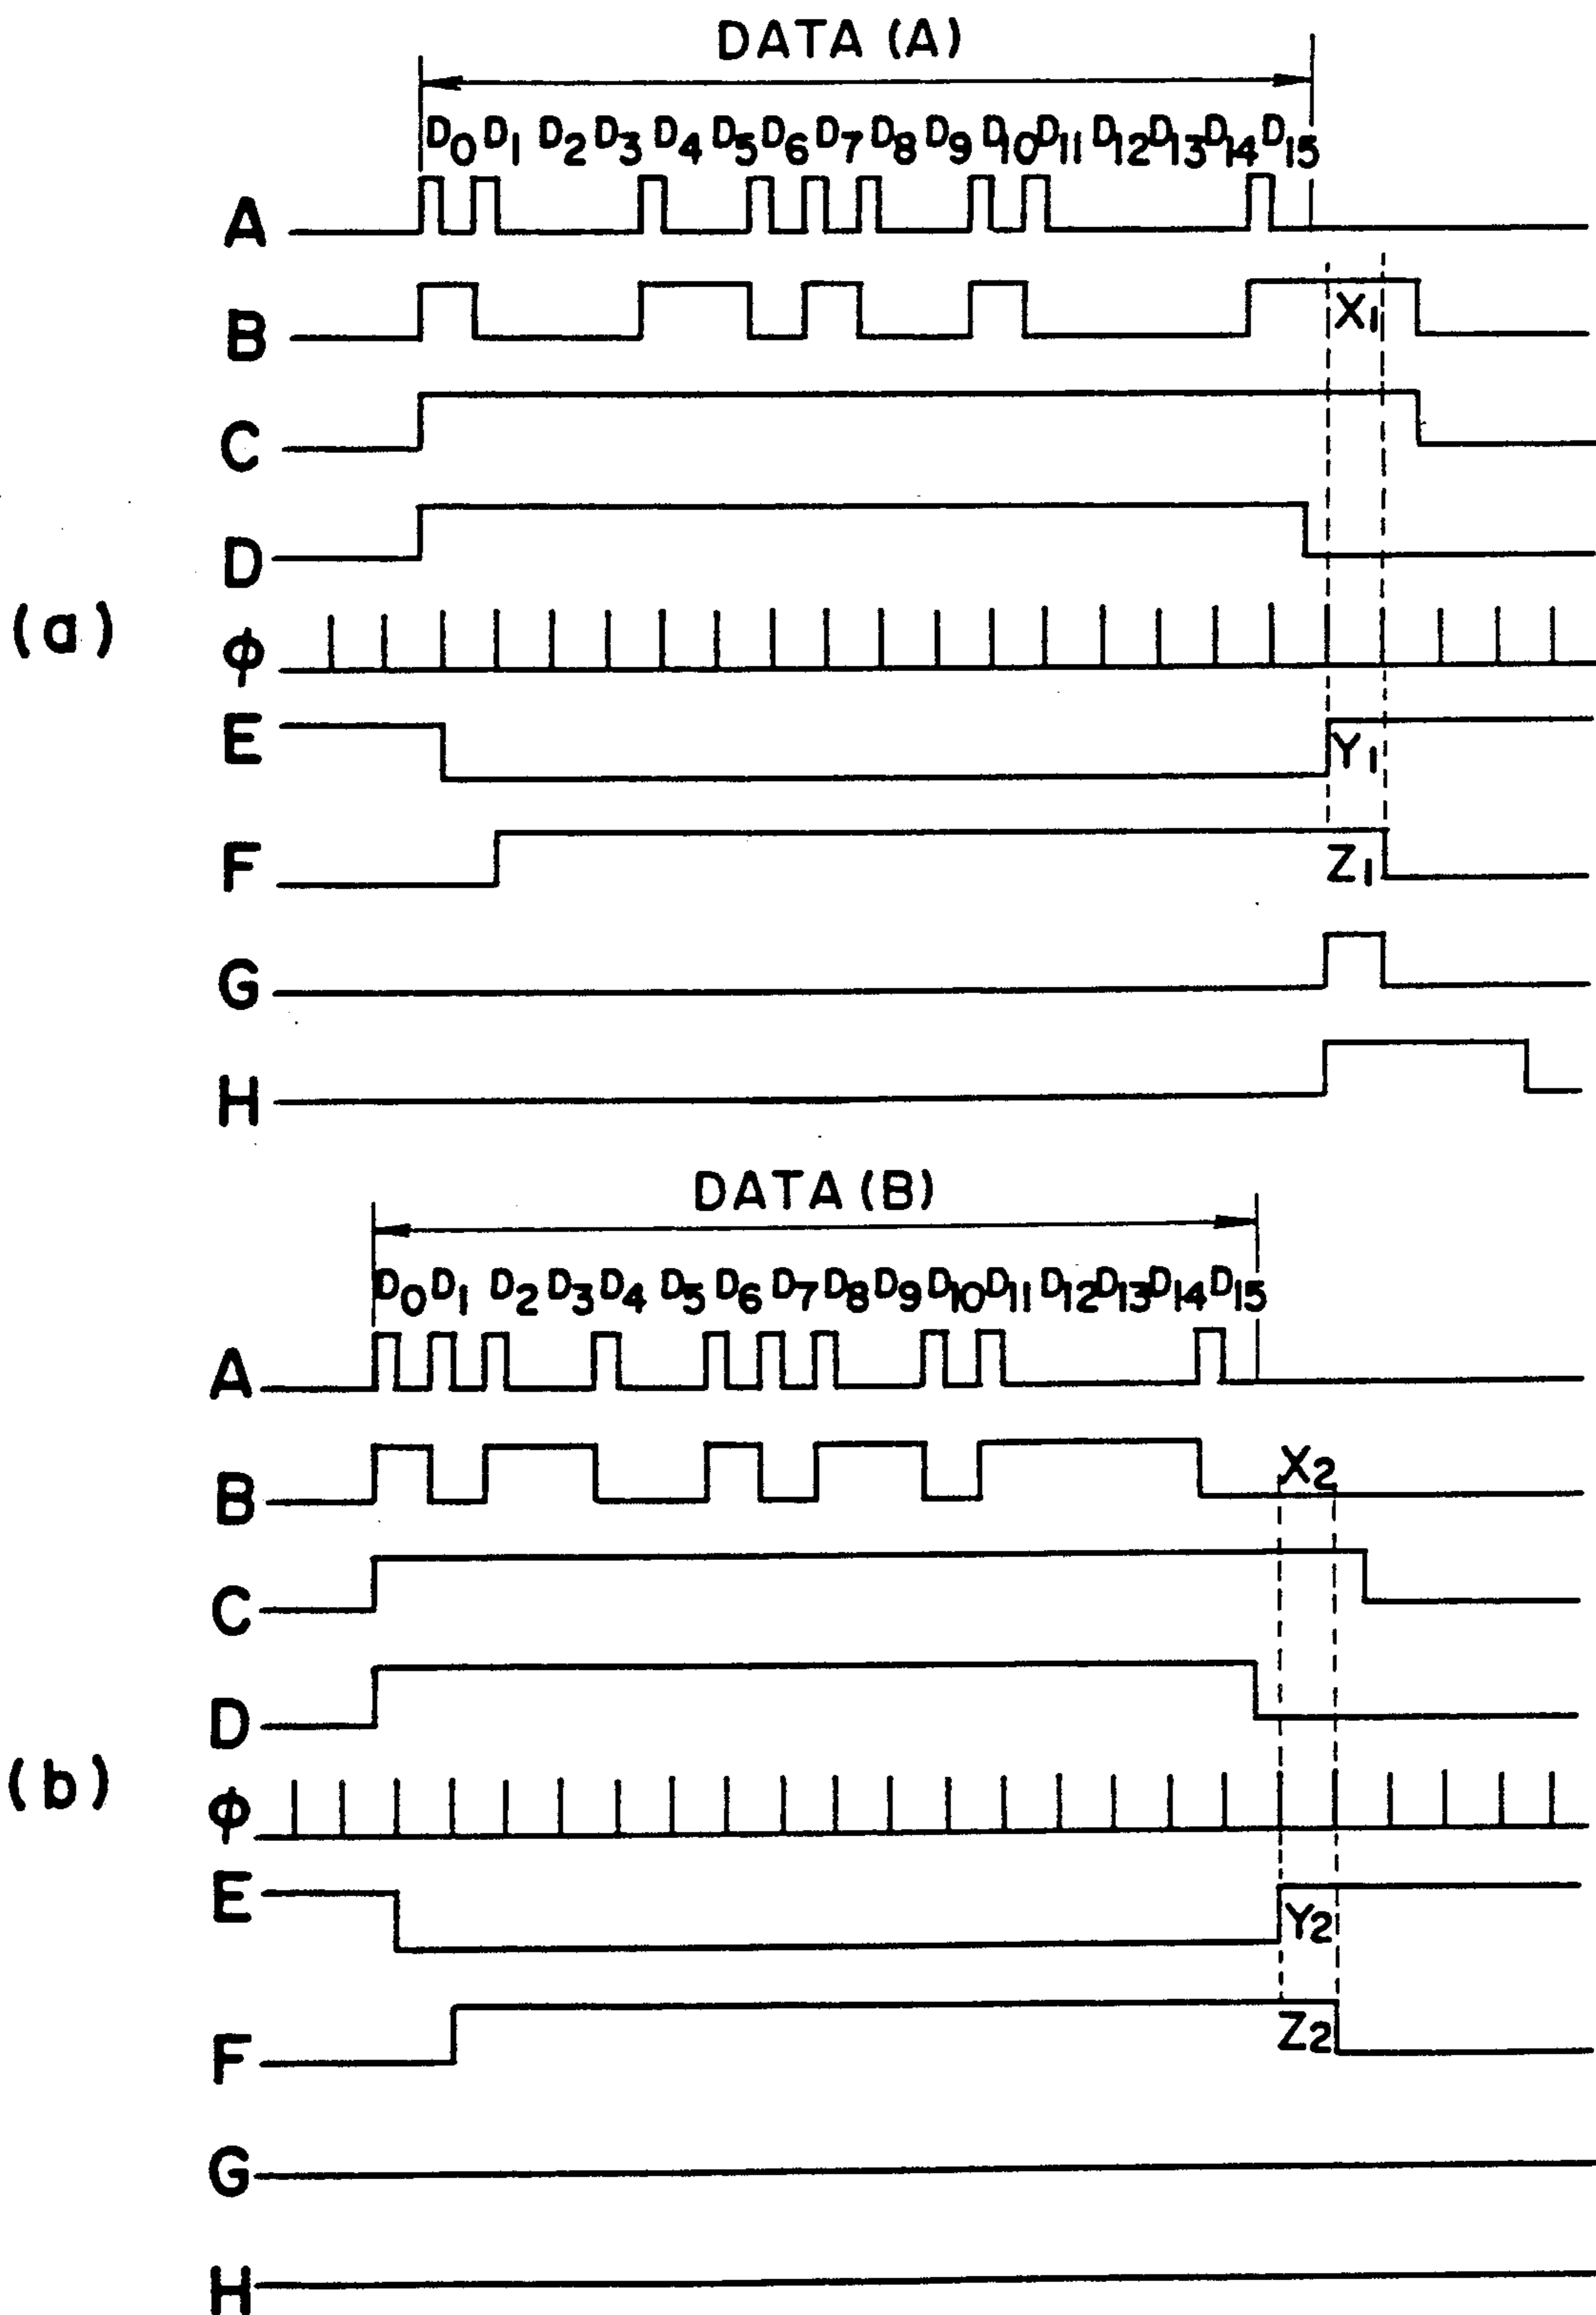 DATA (A)
D0 D1 D2 D3 D4 D5 D6 D7 D8 D9 D10 D11 D12 D13 D14 D15
A
B X1
C
D
(a)
φ
E Y1
F Z1
G
H
DATA (B)
D0 D1 D2 D3 D4 D5 D6 D7 D8 D9 D10 D11 D12 D13 D14 D15
A
B X2
C
D
(b)
φ
E Y2
F Z2
G
H